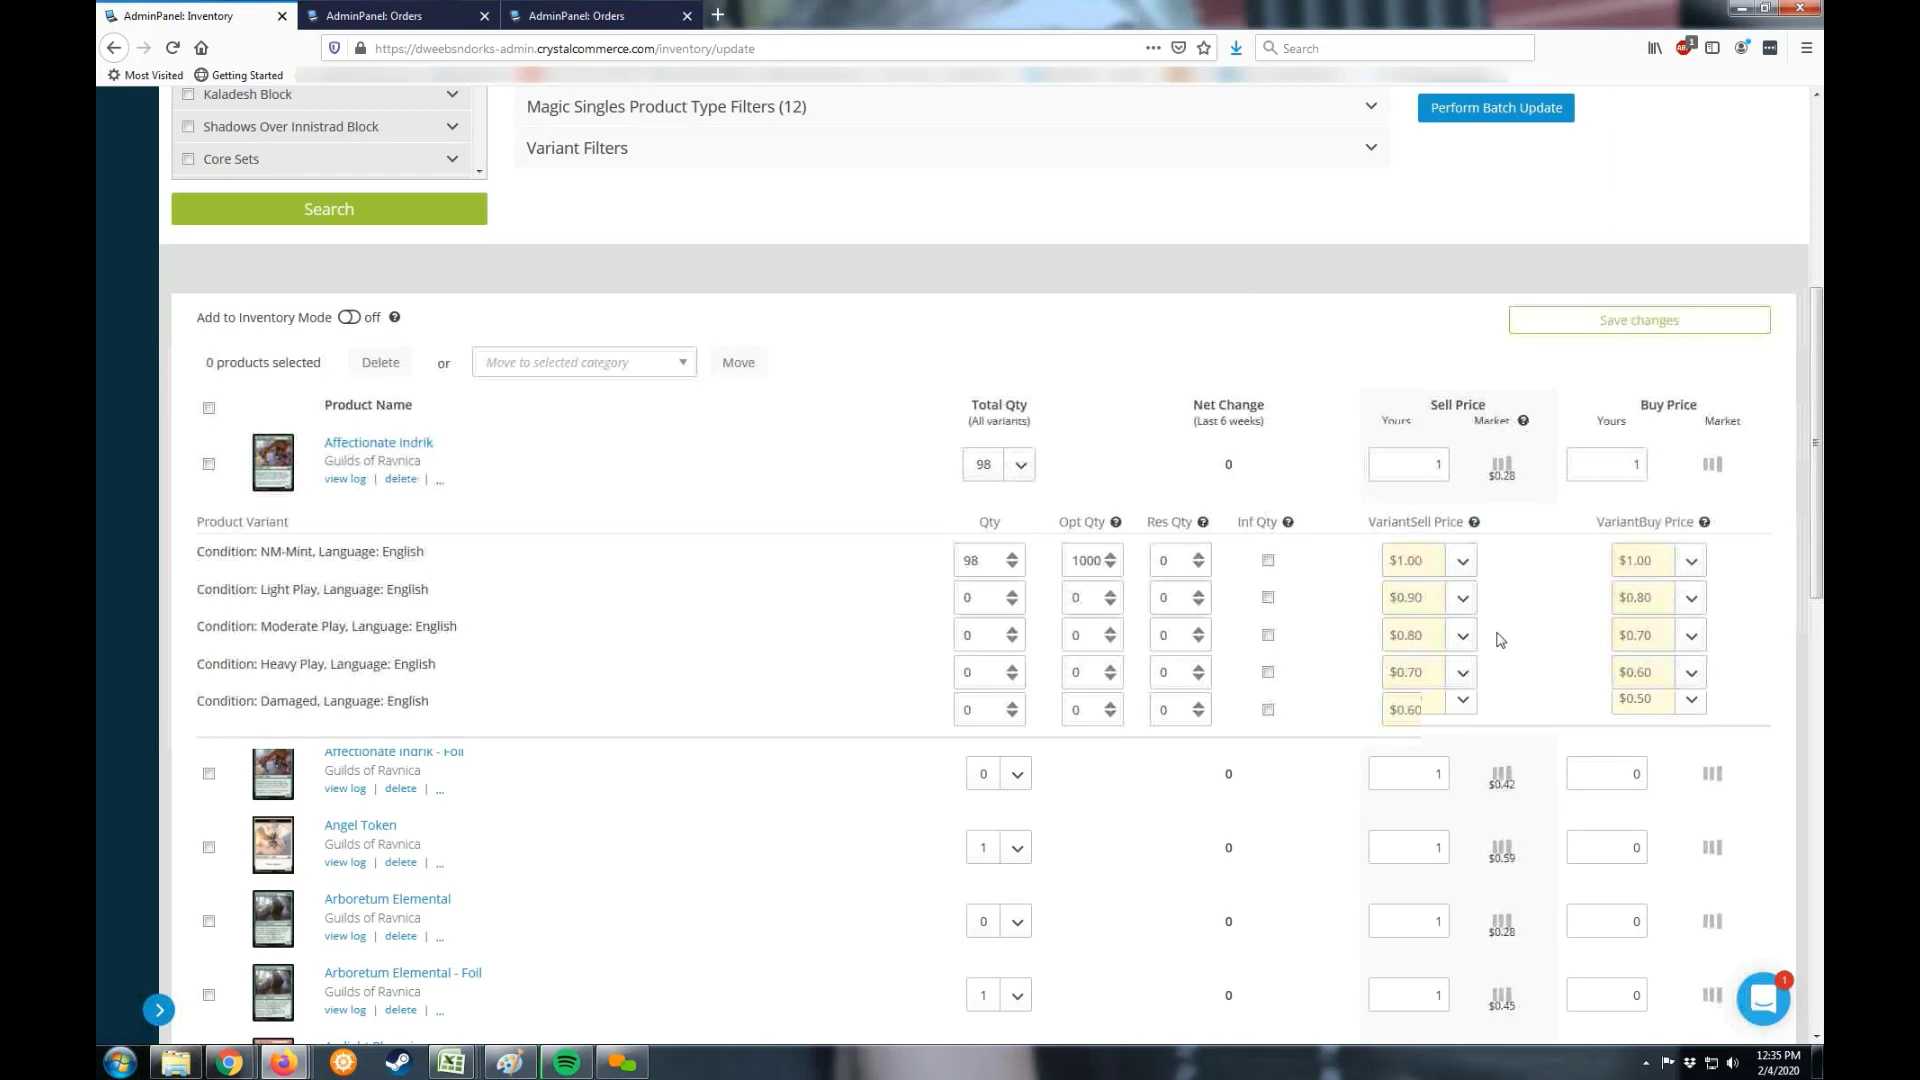 AdminPanel: Inventory
AdminPanel: Orders
AdminPanel: Orders
https://dweebsndorks-admin.crystalcommerce.com/inventory/update
Search
1
Most Visited
Getting Started
Kaladesh Block
Shadows Over Innistrad Block
Core Sets
Search
Magic Singles Product Type Filters (12)
Variant Filters
Perform Batch Update
Add to Inventory Mode off ?
Save changes
0 products selected Delete or Move to selected category Move
Product Name Total Qty Net Change Sell Price Buy Price
(All variants) (Last 6 weeks) Yours Market ? Yours Market
Affectionate Indrik
Guilds of Ravnica
view log | delete | ...
98 0 1 $0.28 1
Product Variant Qty Opt Qty ? Res Qty ? Inf Qty ? VariantSell Price ? VariantBuy Price ?
Condition: NM-Mint, Language: English 98 1000 0 $1.00 $1.00
Condition: Light Play, Language: English 0 0 0 $0.90 $0.80
Condition: Moderate Play, Language: English 0 0 0 $0.80 $0.70
Condition: Heavy Play, Language: English 0 0 0 $0.70 $0.60
Condition: Damaged, Language: English 0 0 0 $0.60 $0.50
Affectionate Indrik - Foil
Guilds of Ravnica
view log | delete | ...
0 0 1 $0.42 0
Angel Token
Guilds of Ravnica
view log | delete | ...
1 0 1 $0.59 0
Arboretum Elemental
Guilds of Ravnica
view log | delete | ...
0 0 1 $0.28 0
Arboretum Elemental - Foil
Guilds of Ravnica
view log | delete | ...
1 0 1 $0.45 0
1
12:35 PM
2/4/2020